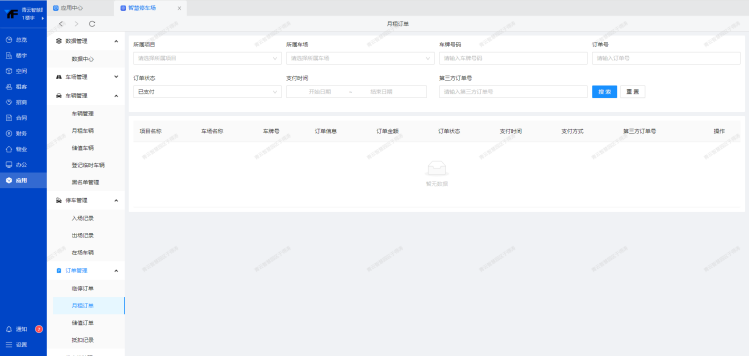 应用中心
智慧停车场 ×
1楼宇
总览
楼宇
空间
租客
招商
合同
财务
物业
办公
应用
通知
设置
数据管理
数据中心
车场管理
车辆管理
车辆管理
月租车辆
储值车辆
登记临时车辆
黑名单管理
停车管理
入场记录
出场记录
在场车辆
订单管理
临停订单
月租订单
储值订单
抵扣记录
月租订单
所属项目 所属车场 车牌号码 订单号
请选择所属项目 请选择所属车场 请输入车牌号码 请输入订单号
订单状态 支付时间 第三方订单号
已支付 开始日期 ~ 结束日期 请输入第三方订单号 搜索 重置
项目名称 车场名称 车牌号 订单信息 订单金额 订单状态 支付时间 支付方式 第三方订单号 操作
暂无数据